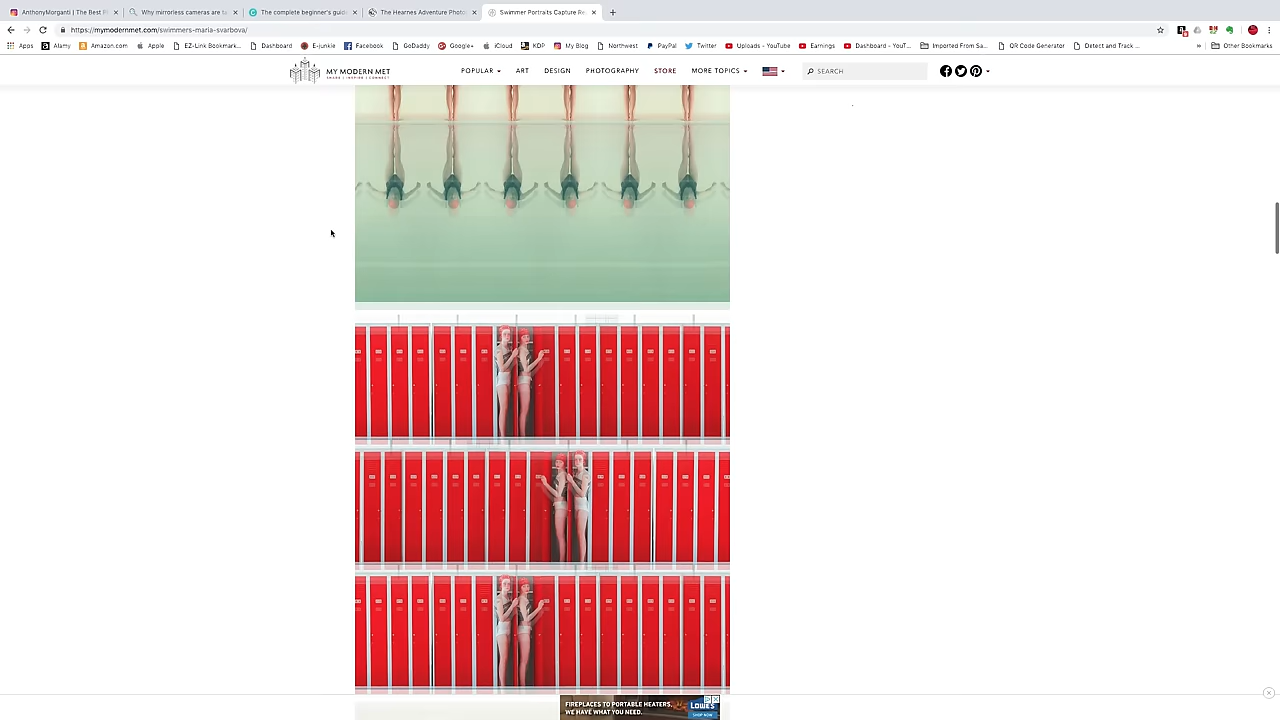 AnthonyMorganti | The Best P
Why mirrorless cameras are ta
The complete beginner's guid
The Hearnes Adventure Photo
Swimmer Portraits Capture Re
https://mymodernmet.com/swimmers-maria-svarbova/
Apps
Alamy
Amazon.com
Apple
EZ-Link Bookmark...
Dashboard
E-junkie
Facebook
GoDaddy
Google+
iCloud
KDP
My Blog
Northwest
PayPal
Twitter
Uploads - YouTube
Earnings
Dashboard - YouT...
Imported From Sa...
QR Code Generator
Detect and Track ...
»
Other Bookmarks
MY MODERN MET
SHARE | INSPIRE | CONNECT
POPULAR
ART
DESIGN
PHOTOGRAPHY
STORE
MORE TOPICS
SEARCH
FIREPLACES TO PORTABLE HEATERS,
WE HAVE WHAT YOU NEED.
LOWE'S
SHOP NOW